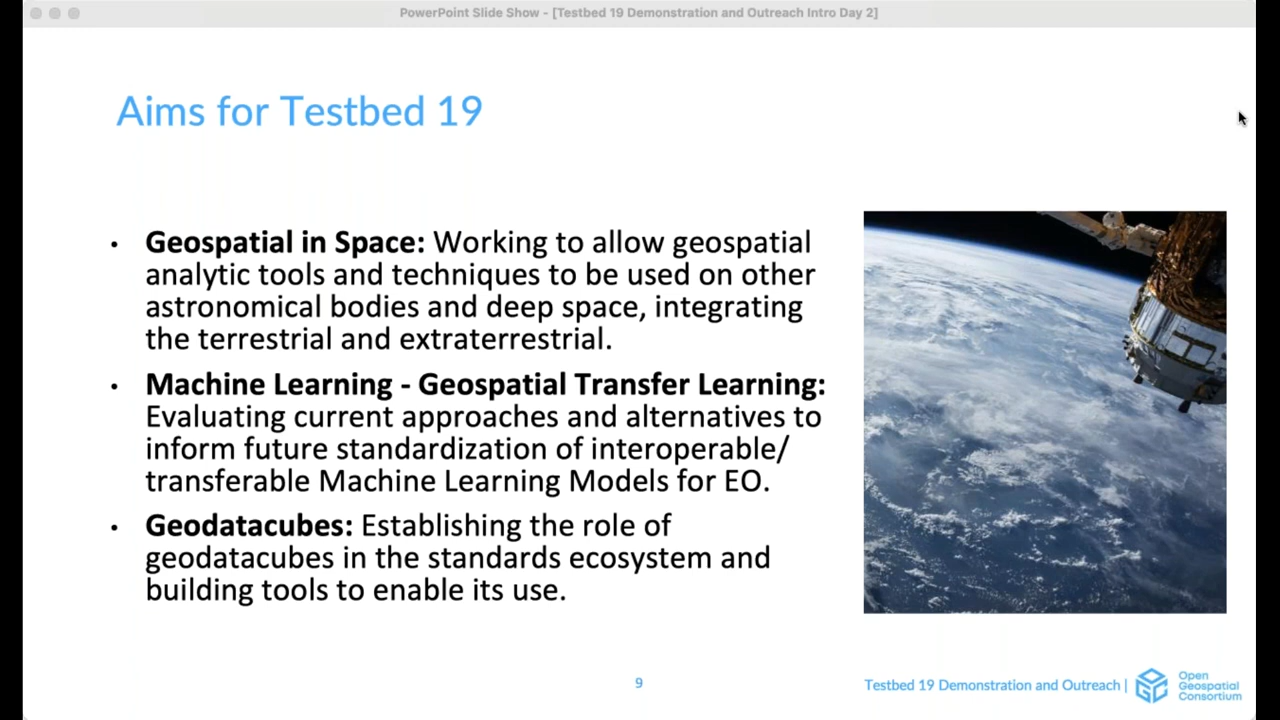 PowerPoint Slide Show - [Testbed 19 Demonstration and Outreach Intro Day 2]
Aims for Testbed 19
• Geospatial in Space: Working to allow geospatial
analytic tools and techniques to be used on other
astronomical bodies and deep space, integrating
the terrestrial and extraterrestrial.
• Machine Learning - Geospatial Transfer Learning:
Evaluating current approaches and alternatives to
inform future standardization of interoperable/
transferable Machine Learning Models for EO.
• Geodatacubes: Establishing the role of
geodatacubes in the standards ecosystem and
building tools to enable its use.
9
Testbed 19 Demonstration and Outreach |
OGC
Open
Geospatial
Consortium